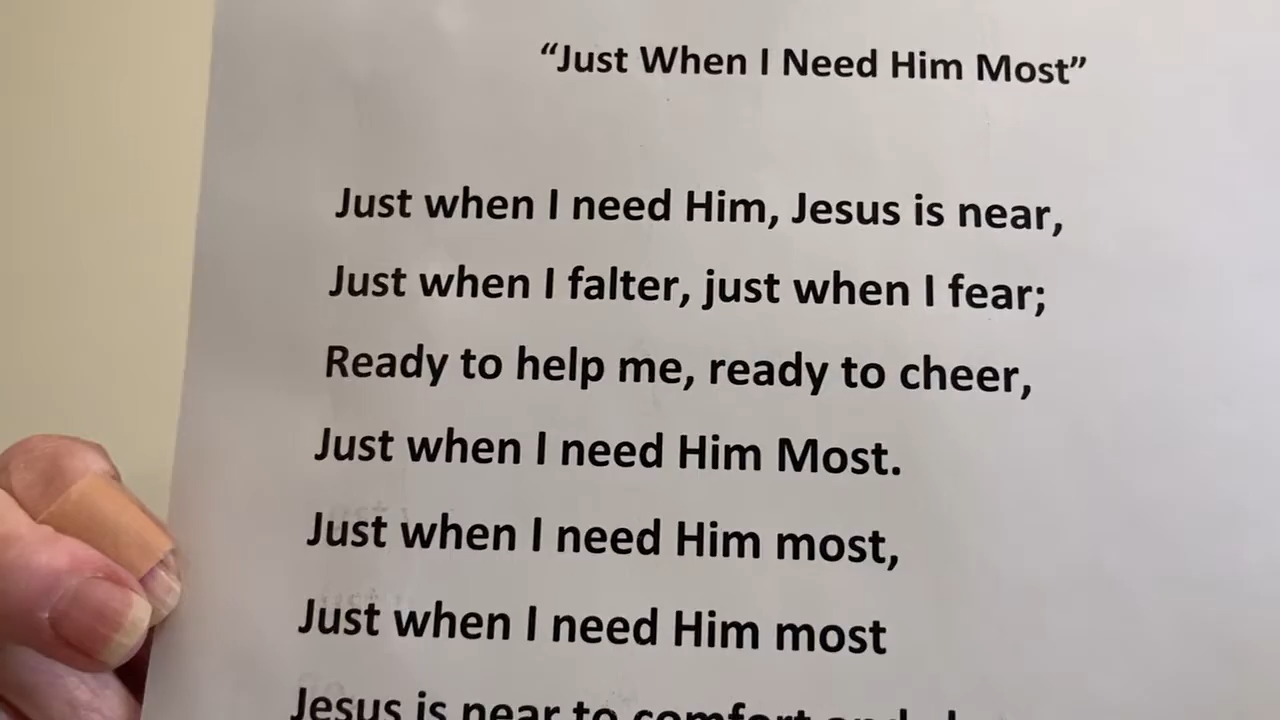 “Just When I Need Him Most”
Just when I need Him, Jesus is near,
Just when I falter, just when I fear;
Ready to help me, ready to cheer,
Just when I need Him Most.
Just when I need Him most,
Just when I need Him most
Jesus is near to comfort and